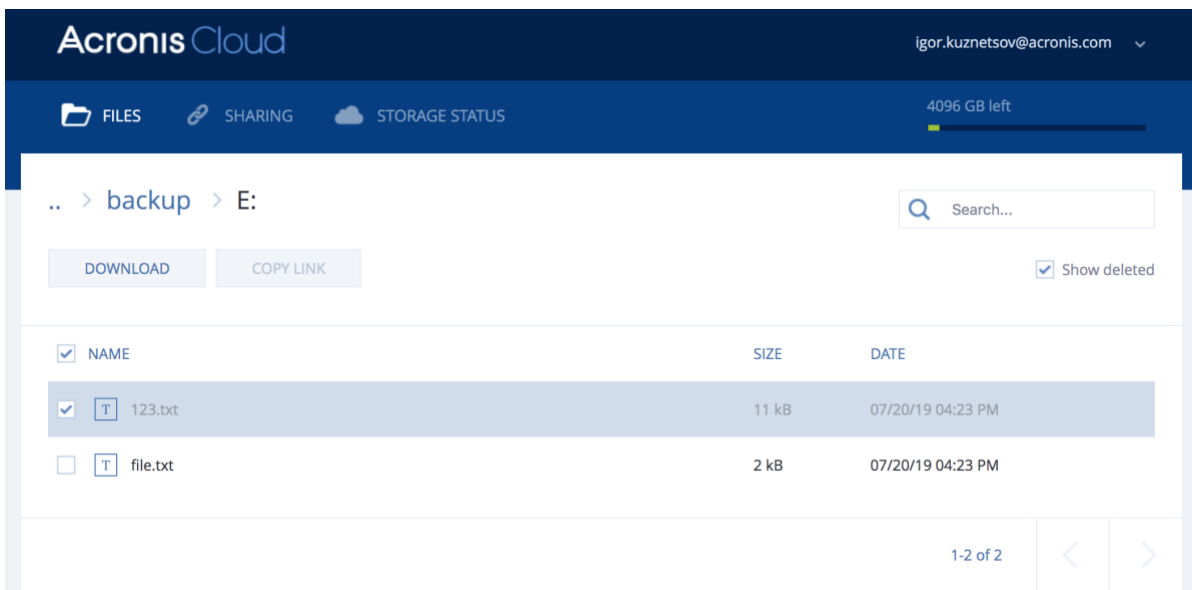 Acronis Cloud
igor.kuznetsov@acronis.com
FILES SHARING STORAGE STATUS
4096 GB left
.. > backup > E:
Search...
DOWNLOAD COPY LINK
Show deleted
NAME SIZE DATE
T 123.txt 11 kB 07/20/19 04:23 PM
T file.txt 2 kB 07/20/19 04:23 PM
1-2 of 2